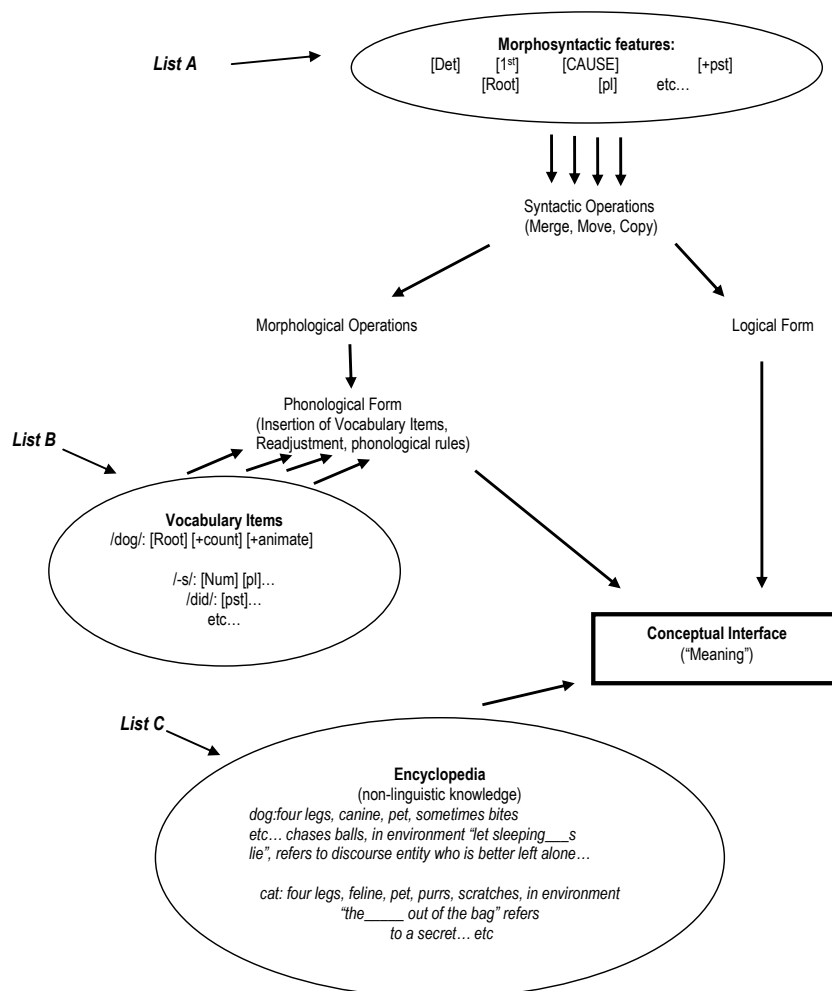 List A
Morphosyntactic features:
[Det] [1st] [CAUSE] [+pst]
[Root] [pl] etc…
Syntactic Operations
(Merge, Move, Copy)
Morphological Operations
Logical Form
Phonological Form
(Insertion of Vocabulary Items,
Readjustment, phonological rules)
List B
Vocabulary Items
/dog/: [Root] [+count] [+animate]
/-s/: [Num] [pl]…
/did/: [pst]…
etc…
Conceptual Interface
(“Meaning”)
List C
Encyclopedia
(non-linguistic knowledge)
dog:four legs, canine, pet, sometimes bites
etc… chases balls, in environment “let sleeping___s
lie”, refers to discourse entity who is better left alone…
cat: four legs, feline, pet, purrs, scratches, in environment
“the_____ out of the bag” refers
to a secret… etc